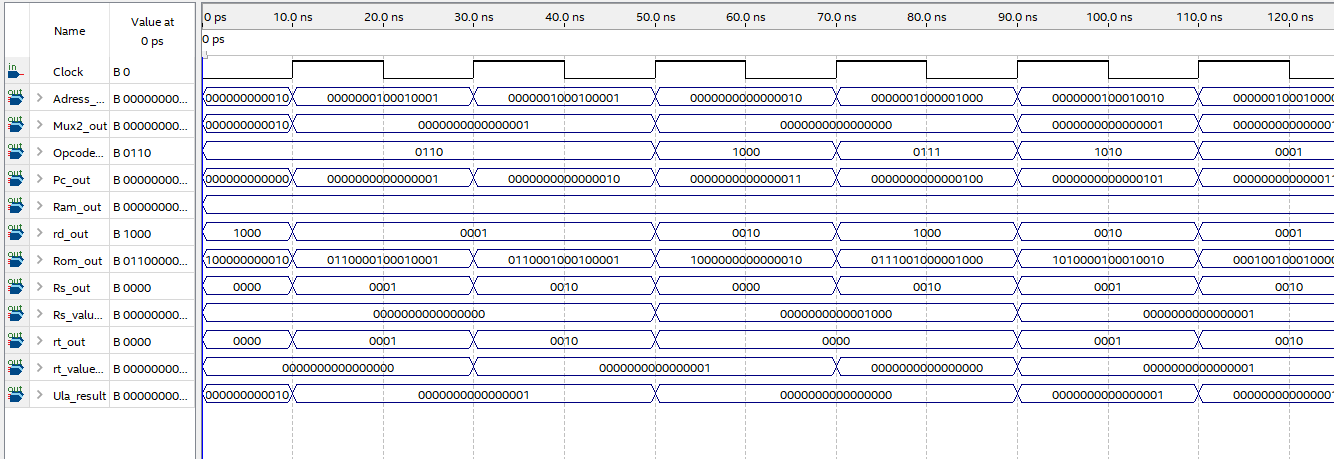 Name
Value at
0 ps
0 ps 10.0 ns 20.0 ns 30.0 ns 40.0 ns 50.0 ns 60.0 ns 70.0 ns 80.0 ns 90.0 ns 100.0 ns 110.0 ns 120.0 ns
0 ps
in Clock B 0
out > Adress_... B 00000000... 000000000010 0000000100010001 0000001000100001 0000000000000010 0000001000001000 0000000100010010 000000100010000
out > Mux2_out B 00000000... 000000000010 0000000000000001 0000000000000000 0000000000000001 000000000000001
out > Opcode... B 0110 0110 1000 0111 1010 0001
out > Pc_out B 00000000... 000000000000 0000000000000001 0000000000000010 0000000000000011 0000000000000100 0000000000000101 000000000000011
out > Ram_out B 00000000...
out > rd_out B 1000 1000 0001 0010 1000 0010 0001
out > Rom_out B 01100000... 100000000010 0110000100010001 0110001000100001 1000000000000010 0111001000001000 1010000100010010 000100100010000
out > Rs_out B 0000 0000 0001 0010 0000 0010 0001 0010
out > Rs_valu... B 00000000... 0000000000000000 0000000000001000 0000000000000001
out > rt_out B 0000 0000 0001 0010 0000 0001 0010
out > rt_value... B 00000000... 0000000000000000 0000000000000001 0000000000000000 0000000000000001
out > Ula_result B 00000000... 000000000010 0000000000000001 0000000000000000 0000000000000001 000000000000001